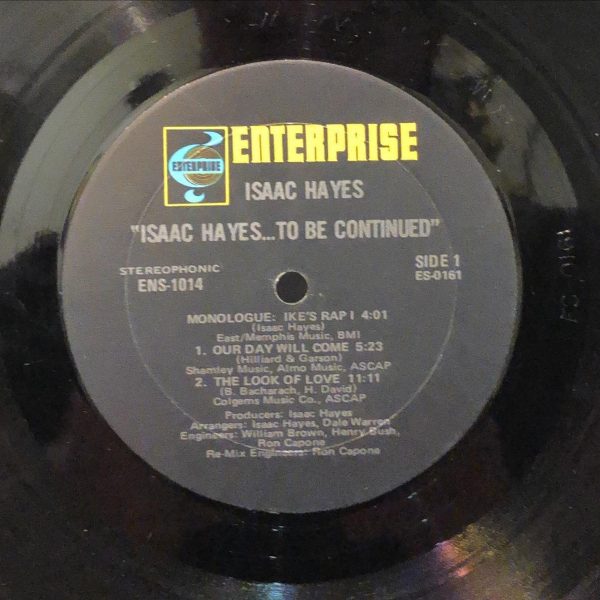 ENTERPRISE
ENTERPRISE
ISAAC HAYES
"ISAAC HAYES...TO BE CONTINUED"
STEREOPHONIC
ENS-1014
SIDE 1
ES-0161
MONOLOGUE: IKE'S RAP I 4:01
(Isaac Hayes)
East/Memphis Music, BMI
1. OUR DAY WILL COME 5:23
(Hilliard & Garson)
Shamley Music, Almo Music, ASCAP
2. THE LOOK OF LOVE 11:11
(B. Bacharach, H. David)
Colgems Music Co., ASCAP
Producers: Isaac Hayes
Arrangers: Isaac Hayes, Dale Warren
Engineers: William Brown, Henry Bush,
Ron Capone
Re-Mix Engineers: Ron Capone